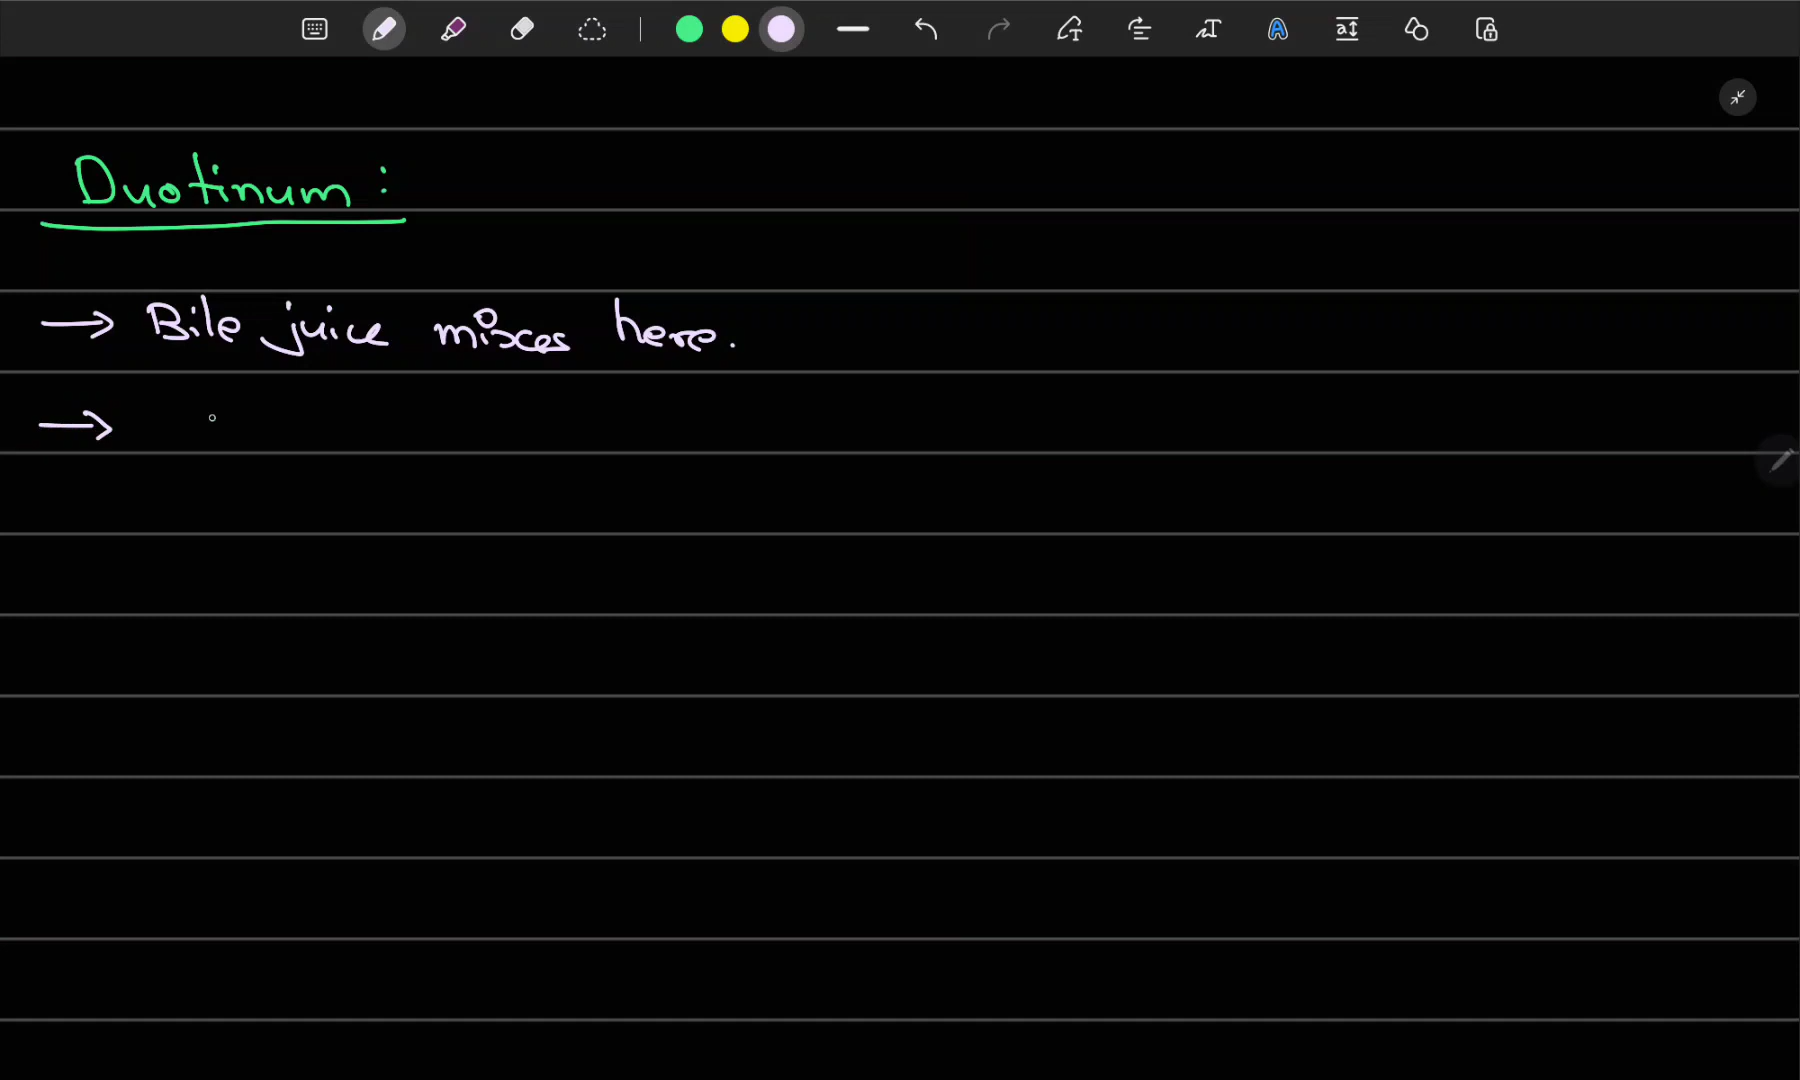 Duotinum :
→ Bile juice mixes here.
→